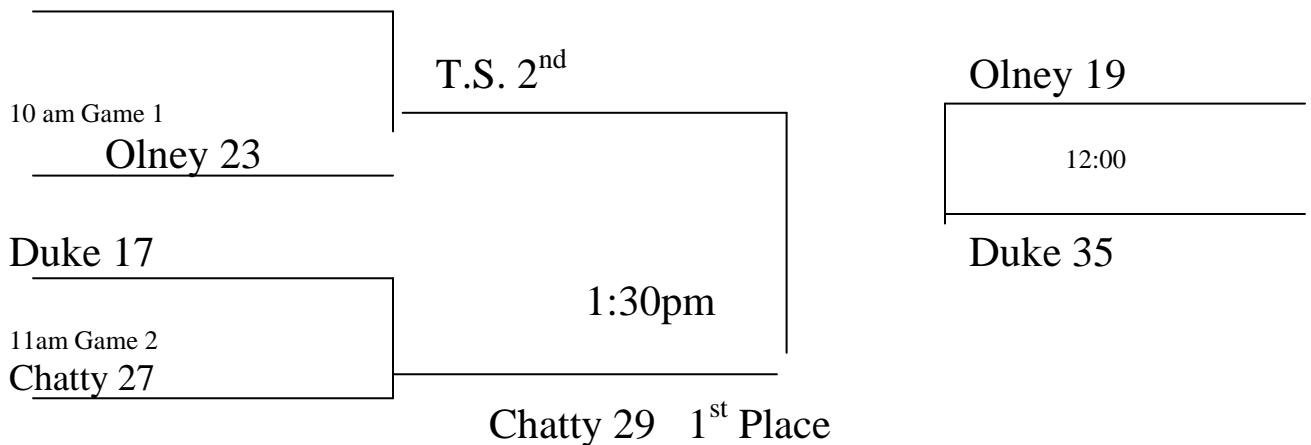 T.S. 2nd
Olney 19
10 am Game 1
Olney 23
12:00
Duke 17
Duke 35
1:30pm
11am Game 2
Chatty 27
Chatty 29 1st Place